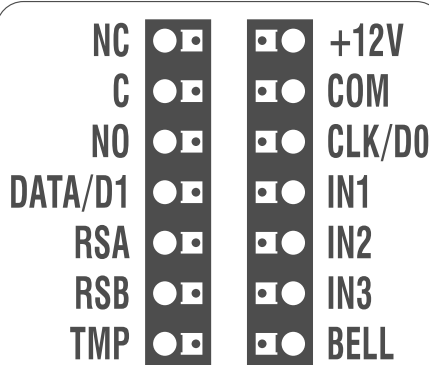 NC +12V
C COM
NO CLK/D0
DATA/D1 IN1
RSA IN2
RSB IN3
TMP BELL